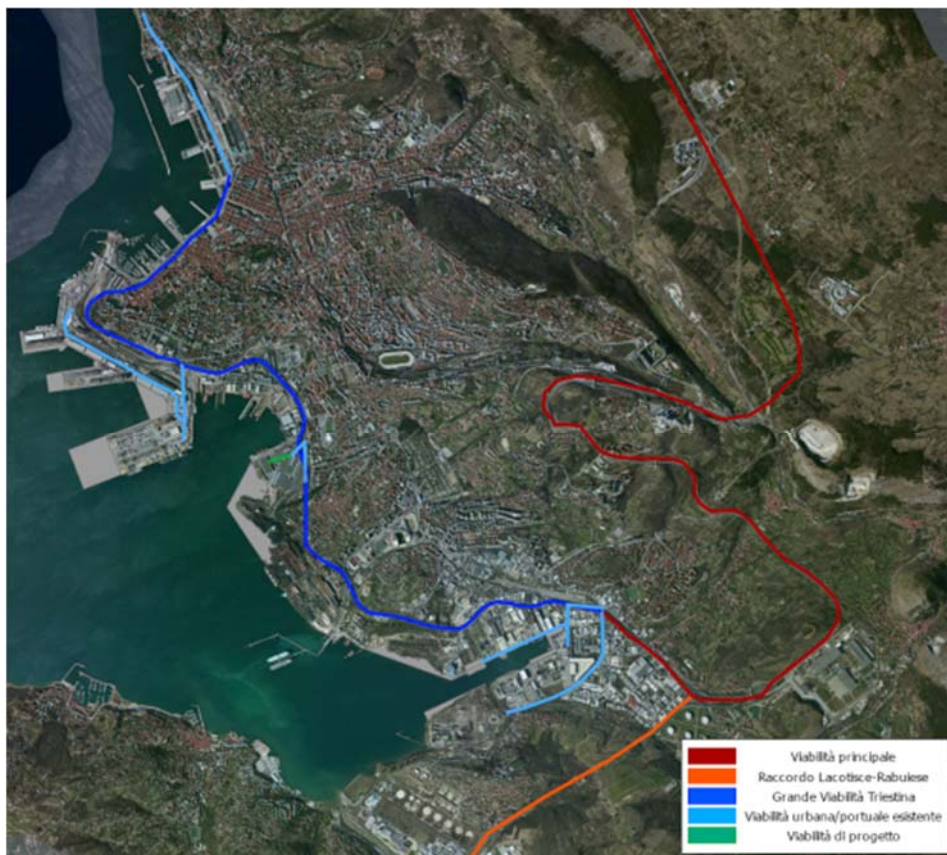 Viabilità principale
Raccordo Lacotisce-Rabuiese
Grande Viabilità Triestina
Viabilità urbana/portuale esistente
Viabilità di progetto